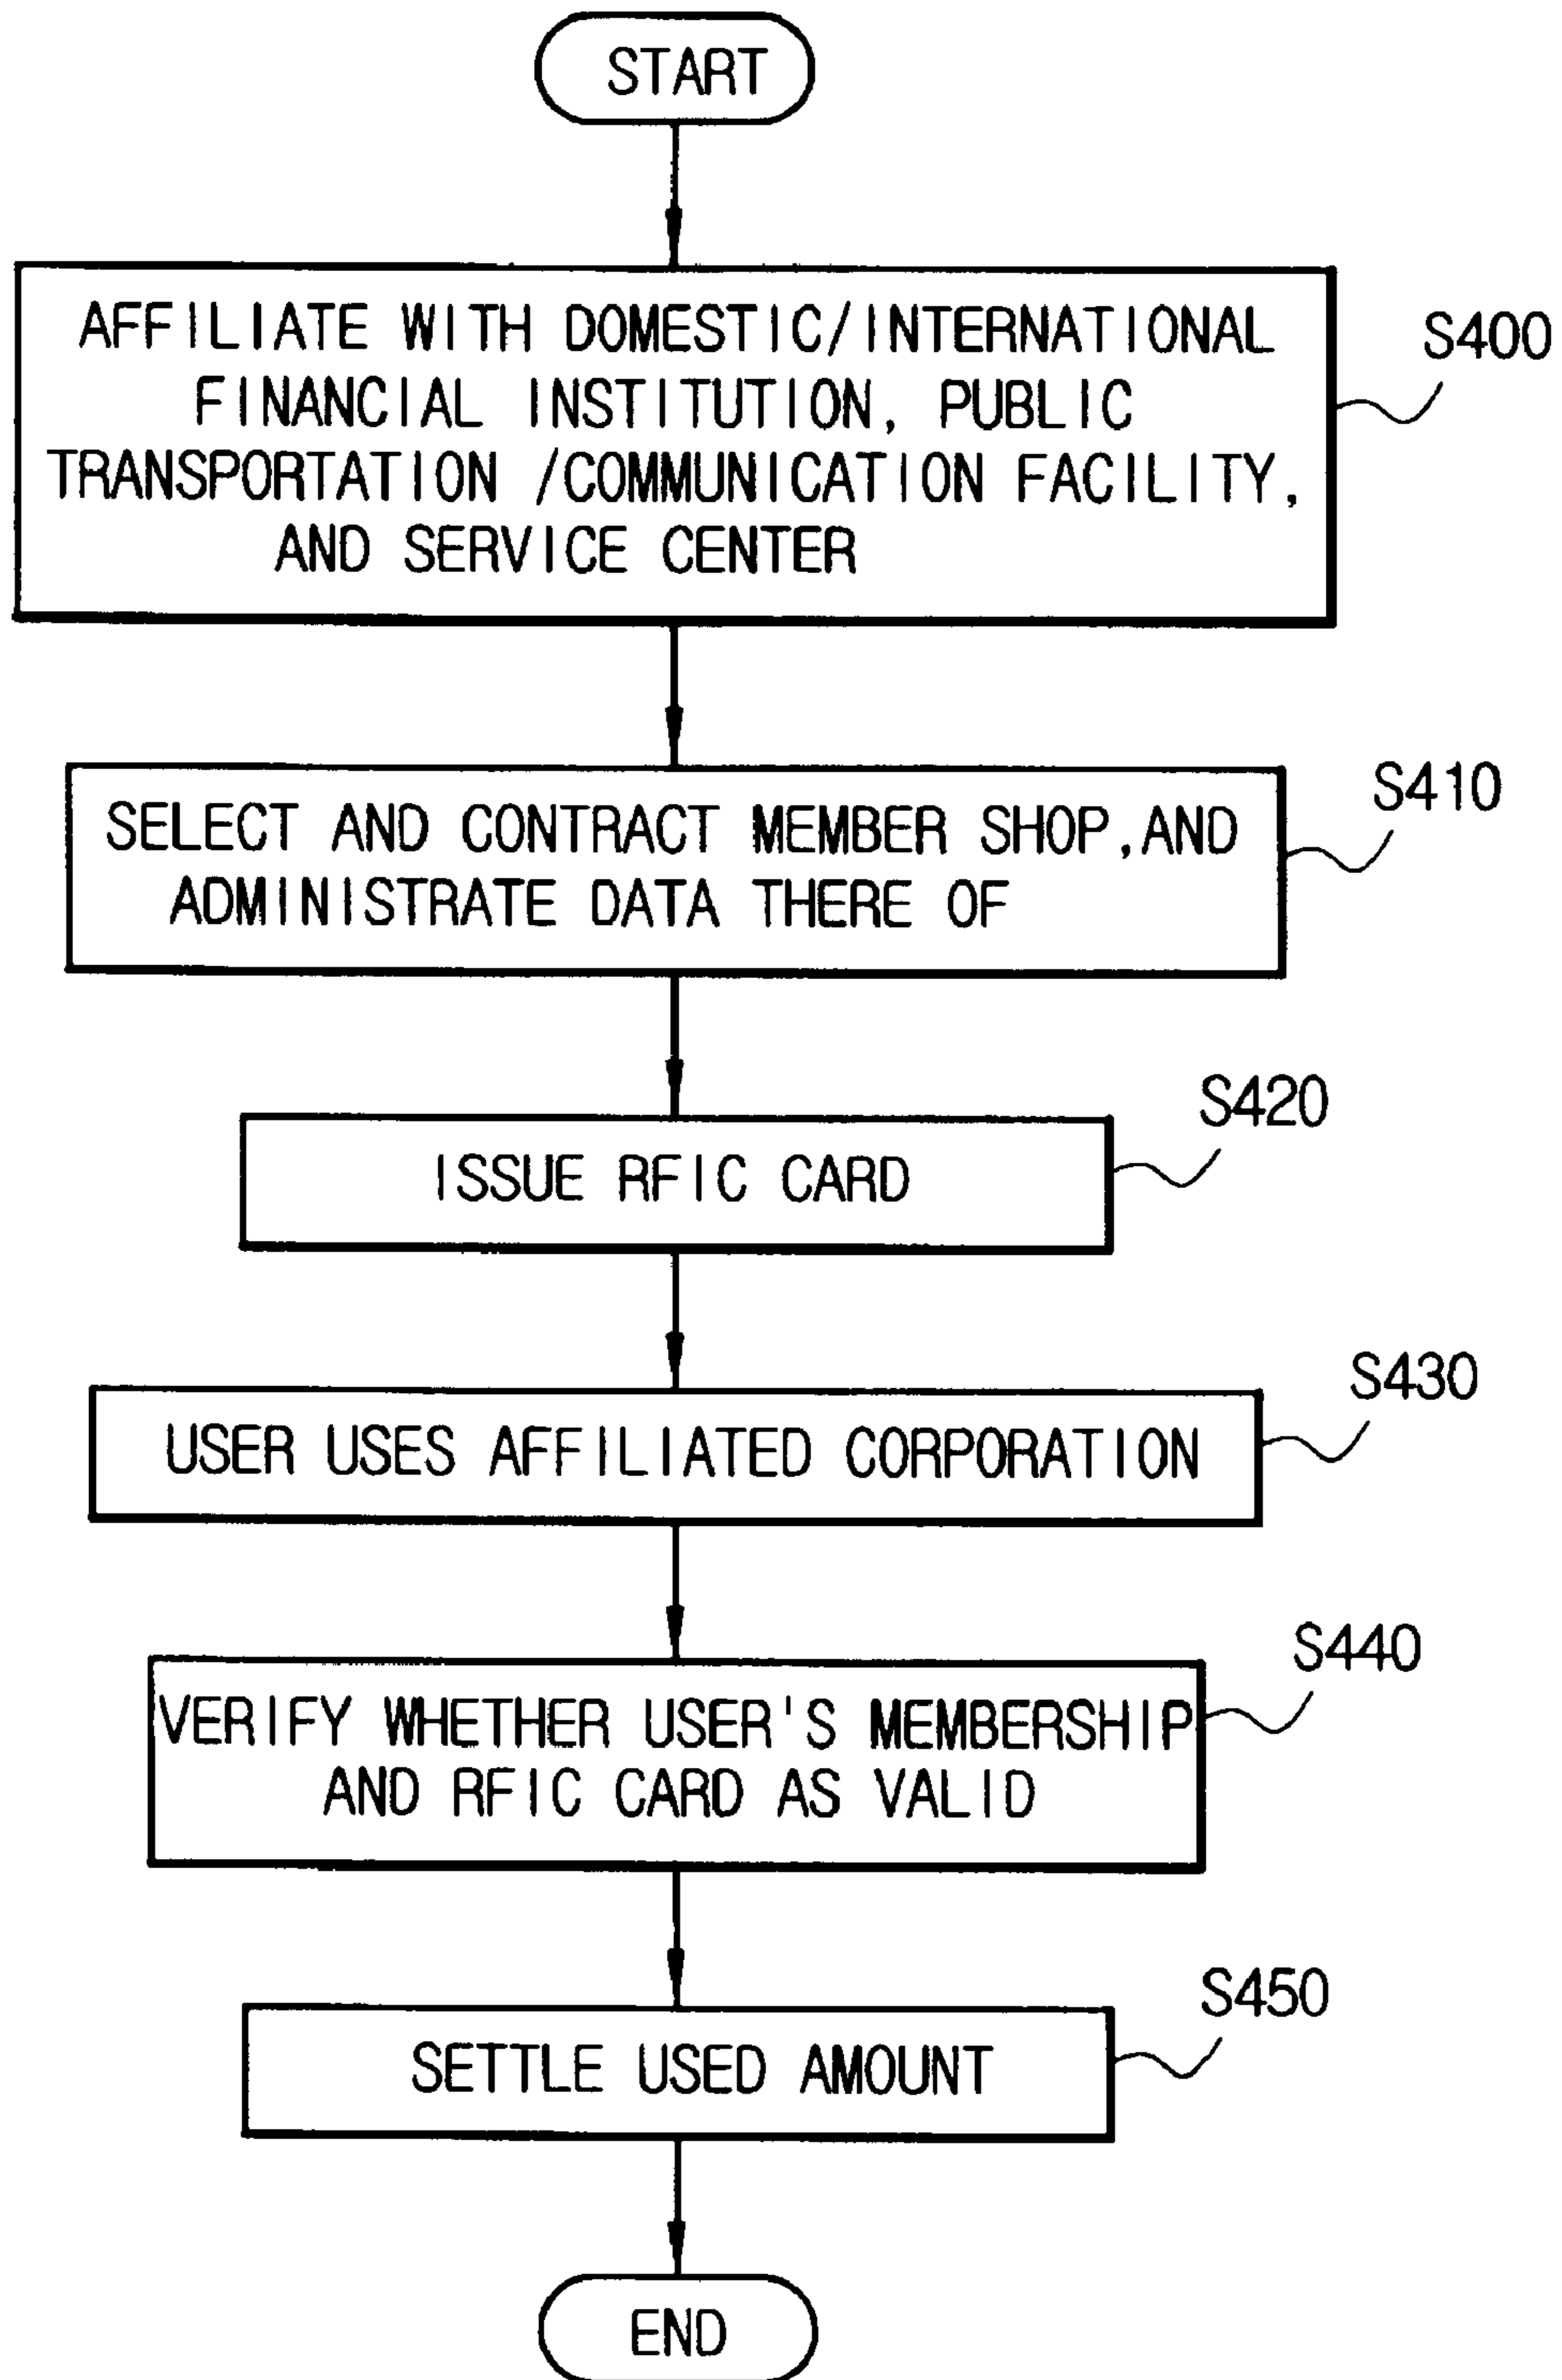 START
AFFILIATE WITH DOMESTIC/INTERNATIONAL
FINANCIAL INSTITUTION, PUBLIC
TRANSPORTATION /COMMUNICATION FACILITY,
AND SERVICE CENTER
S400
SELECT AND CONTRACT MEMBER SHOP,AND
ADMINISTRATE DATA THERE OF
S410
ISSUE RFIC CARD
S420
USER USES AFFILIATED CORPORATION
S430
VERIFY WHETHER USER'S MEMBERSHIP
AND RFIC CARD AS VALID
S440
SETTLE USED AMOUNT
S450
END